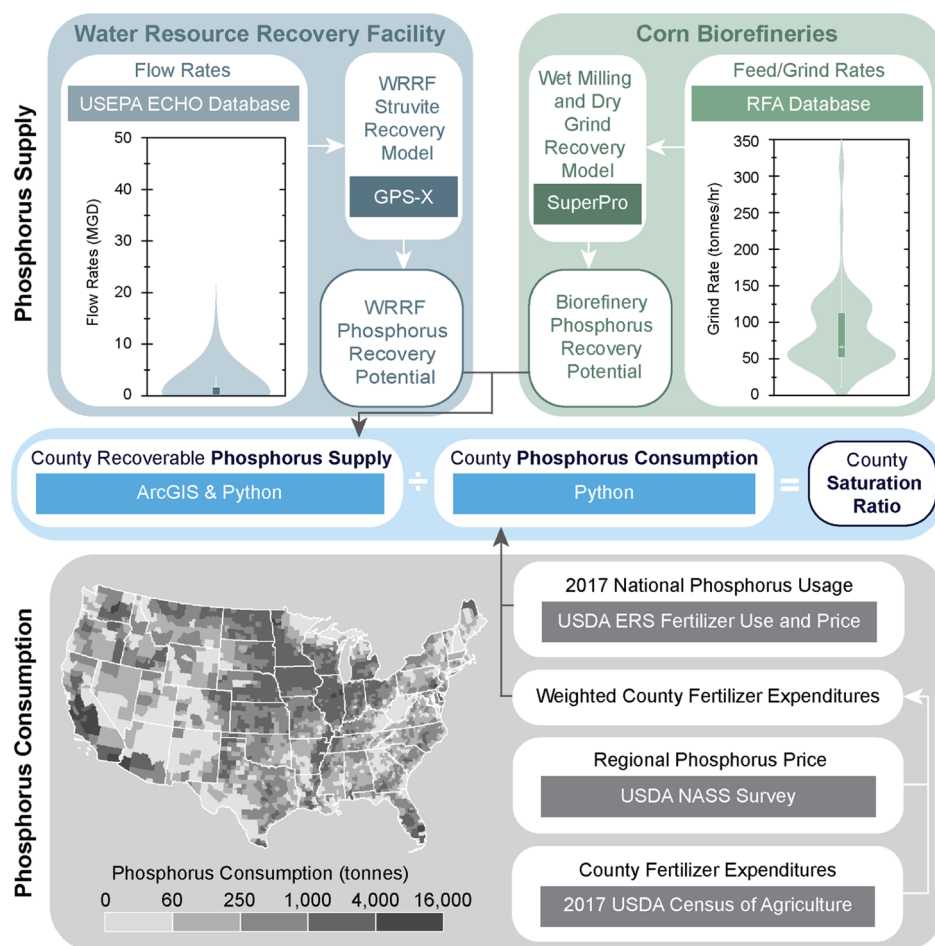 Phosphorus Supply
Water Resource Recovery Facility
Flow Rates
USEPA ECHO Database
50
40
30
20
10
0
Flow Rates (MGD)
WRRF
Struvite
Recovery
Model
GPS-X
WRRF
Phosphorus
Recovery
Potential
Corn Biorefineries
Wet Milling
and Dry
Grind
Recovery
Model
SuperPro
Biorefinery
Phosphorus
Recovery
Potential
Feed/Grind Rates
RFA Database
350
300
250
200
150
100
50
0
Grind Rate (tonnes/hr)
County Recoverable Phosphorus Supply
ArcGIS & Python
÷
County Phosphorus Consumption
Python
=
County
Saturation
Ratio
Phosphorus Consumption
Phosphorus Consumption (tonnes)
0 60 250 1,000 4,000 16,000
2017 National Phosphorus Usage
USDA ERS Fertilizer Use and Price
Weighted County Fertilizer Expenditures
Regional Phosphorus Price
USDA NASS Survey
County Fertilizer Expenditures
2017 USDA Census of Agriculture